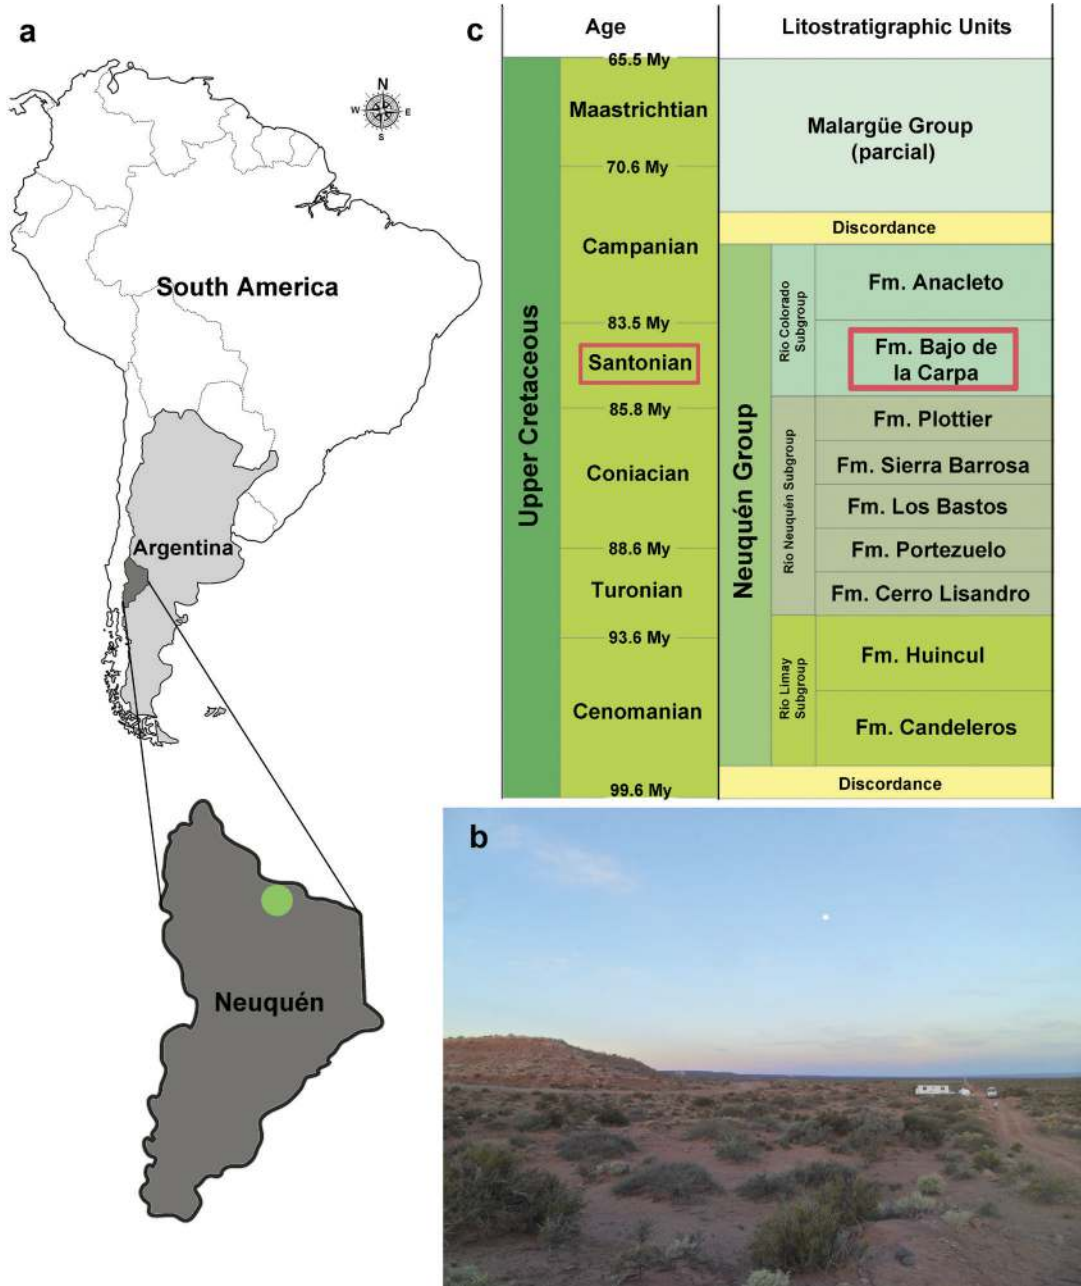 a
N
W
E
S
South America
Argentina
Neuquén
c
Age
Litostratigraphic Units
65.5 My
Maastrichtian
70.6 My
Campanian
83.5 My
Santonian
85.8 My
Coniacian
88.6 My
Turonian
93.6 My
Cenomanian
99.6 My
Upper Cretaceous
Malargüe Group
(parcial)
Discordance
Neuquén Group
Rio Colorado
Subgroup
Fm. Anacleto
Fm. Bajo de
la Carpa
Rio Neuquén Subgroup
Fm. Plottier
Fm. Sierra Barrosa
Fm. Los Bastos
Fm. Portezuelo
Fm. Cerro Lisandro
Rio Limay
Subgroup
Fm. Huincul
Fm. Candeleros
Discordance
b